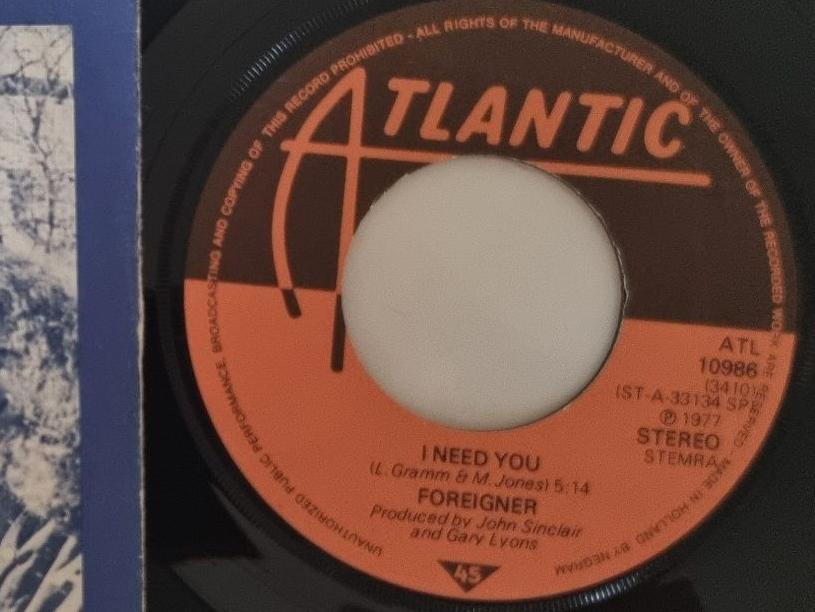 UNAUTHORIZED PUBLIC PERFORMANCE, BROADCASTING AND COPYING OF THIS RECORD PROHIBITED - ALL RIGHTS OF THE MANUFACTURER AND OF THE OWNER OF THE RECORDED WORK ARE RESERVED - MADE IN HOLLAND BY NEGRAM
ATLANTIC
ATL
10986
(3410)
(ST-A-33134 SP)
℗ 1977
STEREO
STEMRA
I NEED YOU
(L. Gramm & M. Jones) 5:14
FOREIGNER
Produced by John Sinclair
and Gary Lyons
45